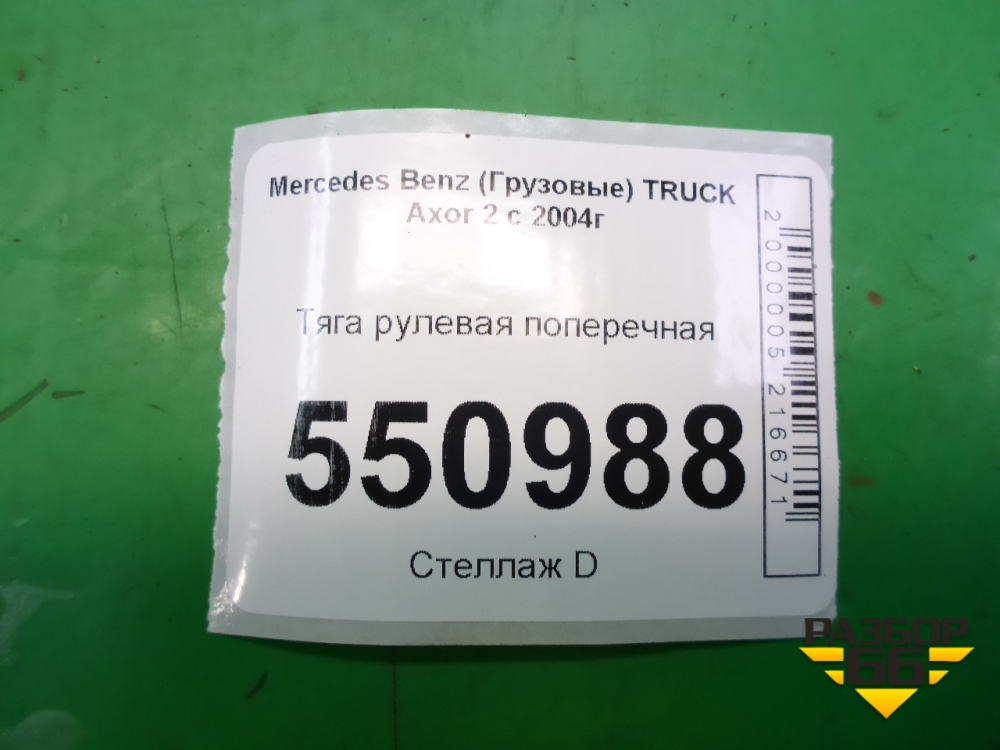 Mercedes Benz (Грузовые) TRUCK
Axor 2 с 2004г
Тяга рулевая поперечная
550988
Стеллаж D
2000005216671
РАЗБОР
66